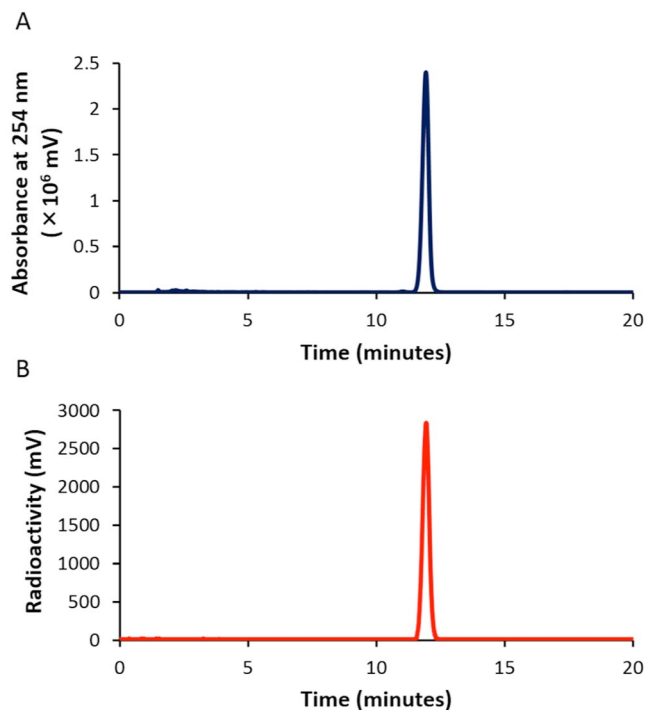 A
Absorbance at 254 nm
( ×10⁶ mV)
2.5
2
1.5
1
0.5
0
0 5 10 15 20
Time (minutes)
B
Radioactivity (mV)
3000
2500
2000
1500
1000
500
0
0 5 10 15 20
Time (minutes)